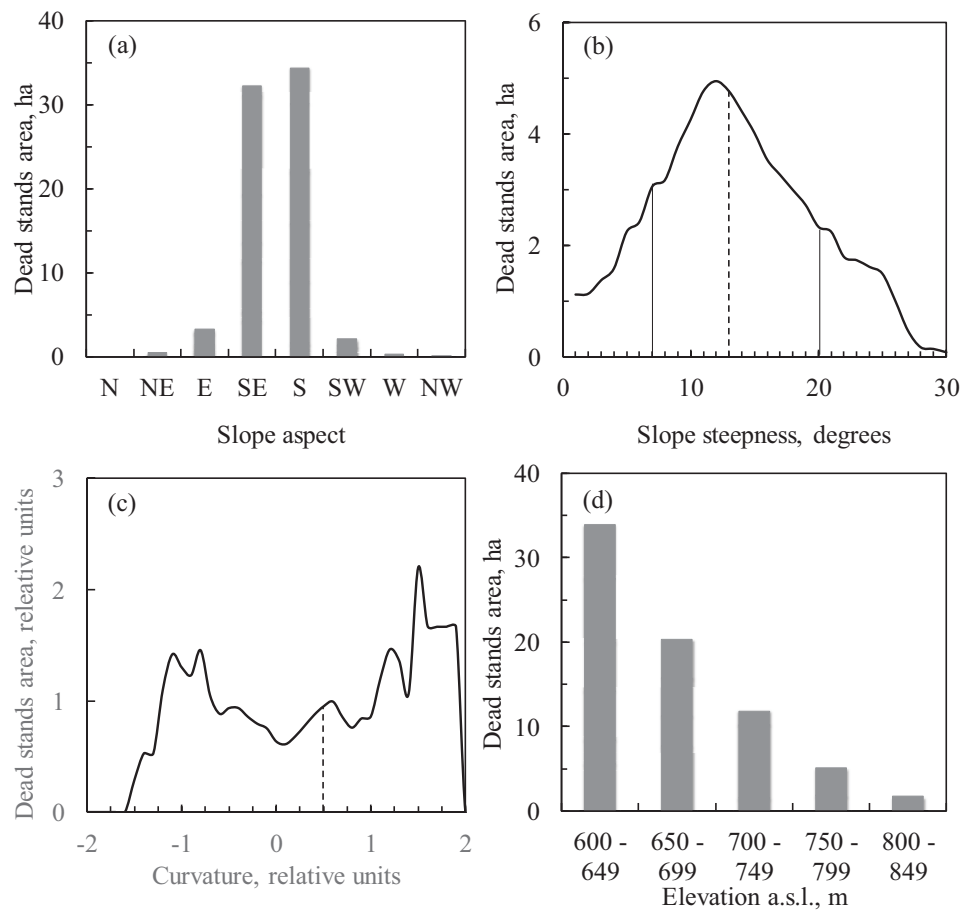 (a)
Dead stands area, ha
40
30
20
10
0
N NE E SE S SW W NW
Slope aspect
(b)
Dead stands area, ha
6
4
2
0
0 10 20 30
Slope steepness, degrees
(c)
Dead stands area, releative units
3
2
1
0
-2 -1 0 1 2
Curvature, relative units
(d)
Dead stands area, ha
40
30
20
10
0
600 - 650 - 700 - 750 - 800 -
649 699 749 799 849
Elevation a.s.l., m